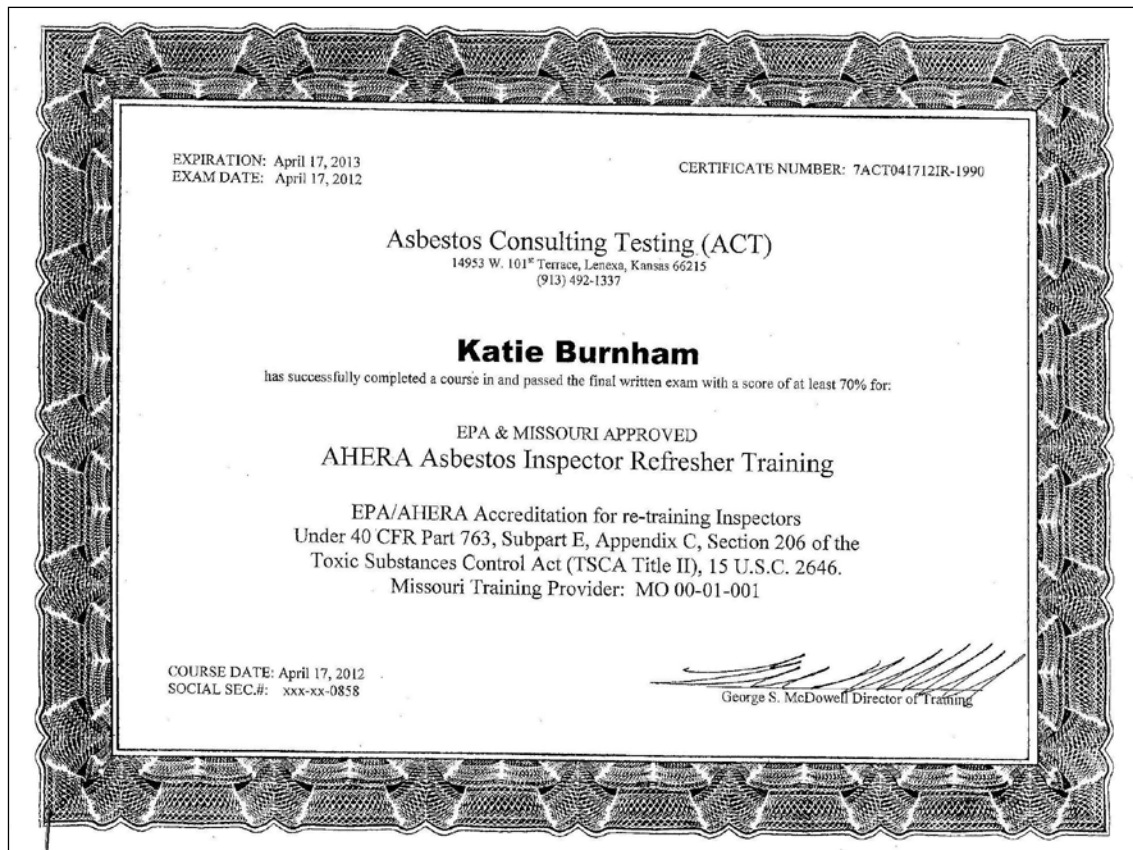 EXPIRATION: April 17, 2013
EXAM DATE: April 17, 2012
CERTIFICATE NUMBER: 7ACT041712IR-1990
Asbestos Consulting Testing (ACT)
14953 W. 101st Terrace, Lenexa, Kansas 66215
(913) 492-1337
Katie Burnham
has successfully completed a course in and passed the final written exam with a score of at least 70% for:
EPA & MISSOURI APPROVED
AHERA Asbestos Inspector Refresher Training
EPA/AHERA Accreditation for re-training Inspectors
Under 40 CFR Part 763, Subpart E, Appendix C, Section 206 of the
Toxic Substances Control Act (TSCA Title II), 15 U.S.C. 2646.
Missouri Training Provider: MO 00-01-001
COURSE DATE: April 17, 2012
SOCIAL SEC.#: xxx-xx-0858
George S. McDowell Director of Training